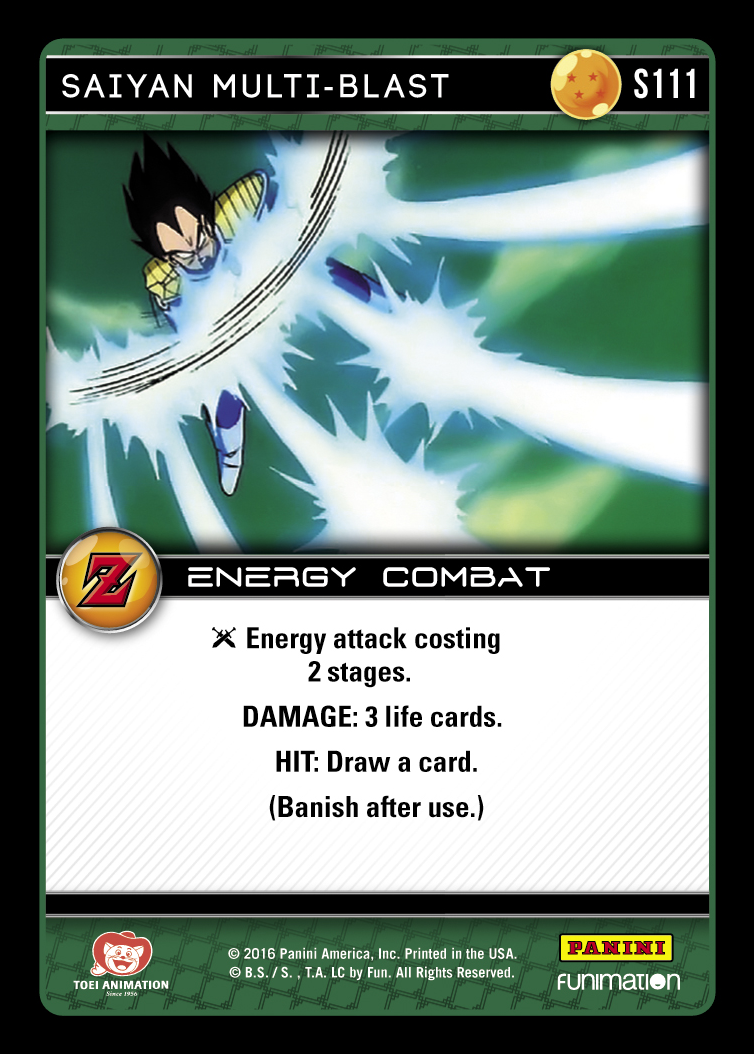 SAIYAN MULTI-BLAST S111
Z ENERGY COMBAT
Energy attack costing
2 stages.
DAMAGE: 3 life cards.
HIT: Draw a card.
(Banish after use.)
TOEI ANIMATION
Since 1956
© 2016 Panini America, Inc. Printed in the USA.
© B.S. / S. , T.A. LC by Fun. All Rights Reserved.
PANINI
FUNIMATION